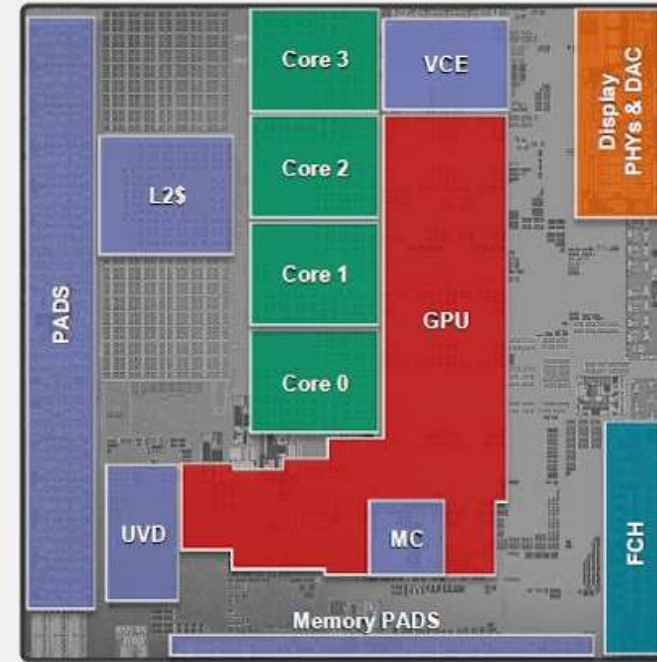 Core 3
VCE
Display
PHYs & DAC
Core 2
L2$
Core 1
PADS
GPU
Core 0
UVD
MC
FCH
Memory PADS